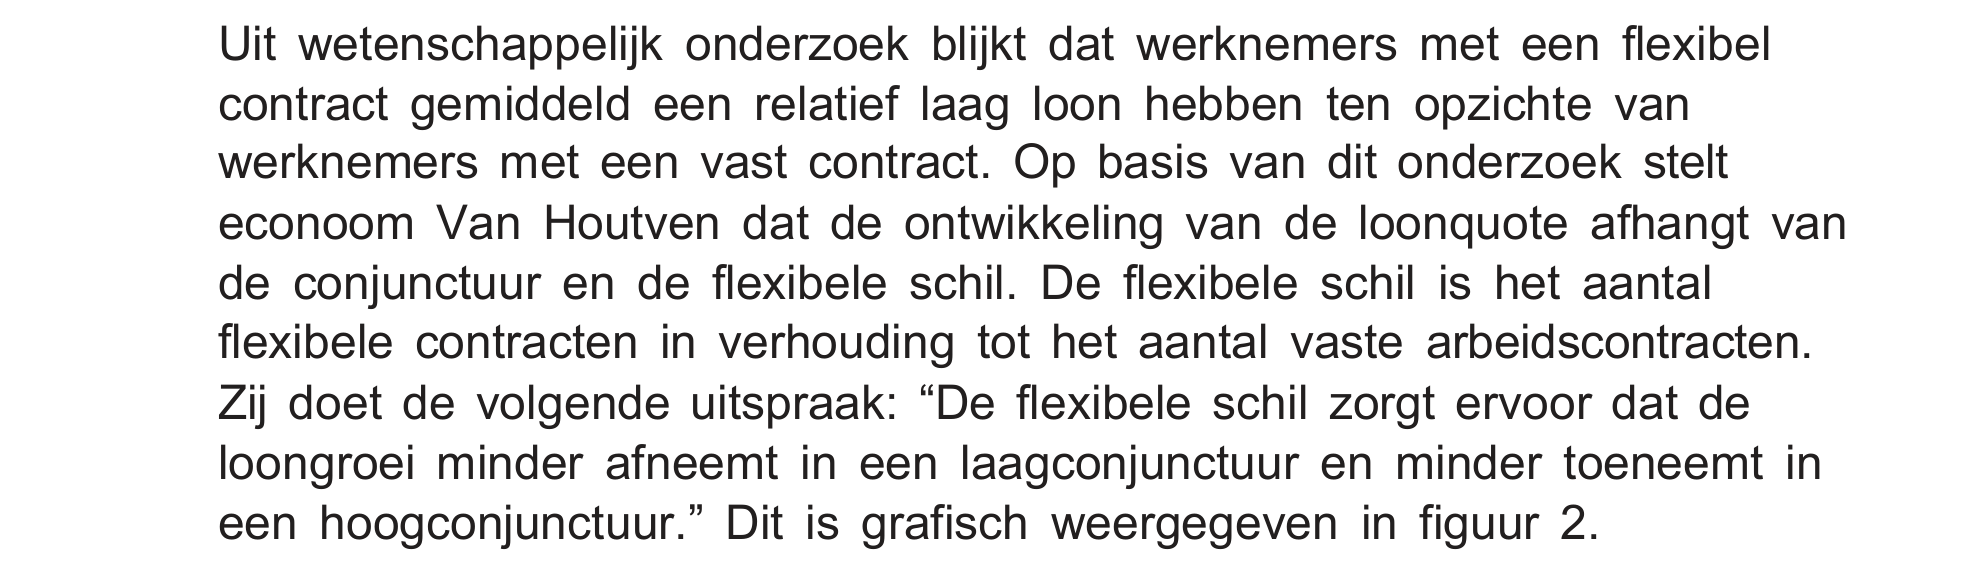 Uit wetenschappelijk onderzoek blijkt dat werknemers met een flexibel
contract gemiddeld een relatief laag loon hebben ten opzichte van
werknemers met een vast contract. Op basis van dit onderzoek stelt
econoom Van Houtven dat de ontwikkeling van de loonquote afhangt van
de conjunctuur en de flexibele schil. De flexibele schil is het aantal
flexibele contracten in verhouding tot het aantal vaste arbeidscontracten.
Zij doet de volgende uitspraak: “De flexibele schil zorgt ervoor dat de
loongroei minder afneemt in een laagconjunctuur en minder toeneemt in
een hoogconjunctuur.” Dit is grafisch weergegeven in figuur 2.